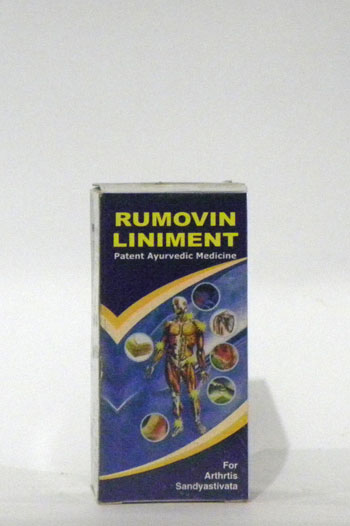 RUMOVIN
LINIMENT
Patent Ayurvedic Medicine
For
Arthrtis
Sandyastivata